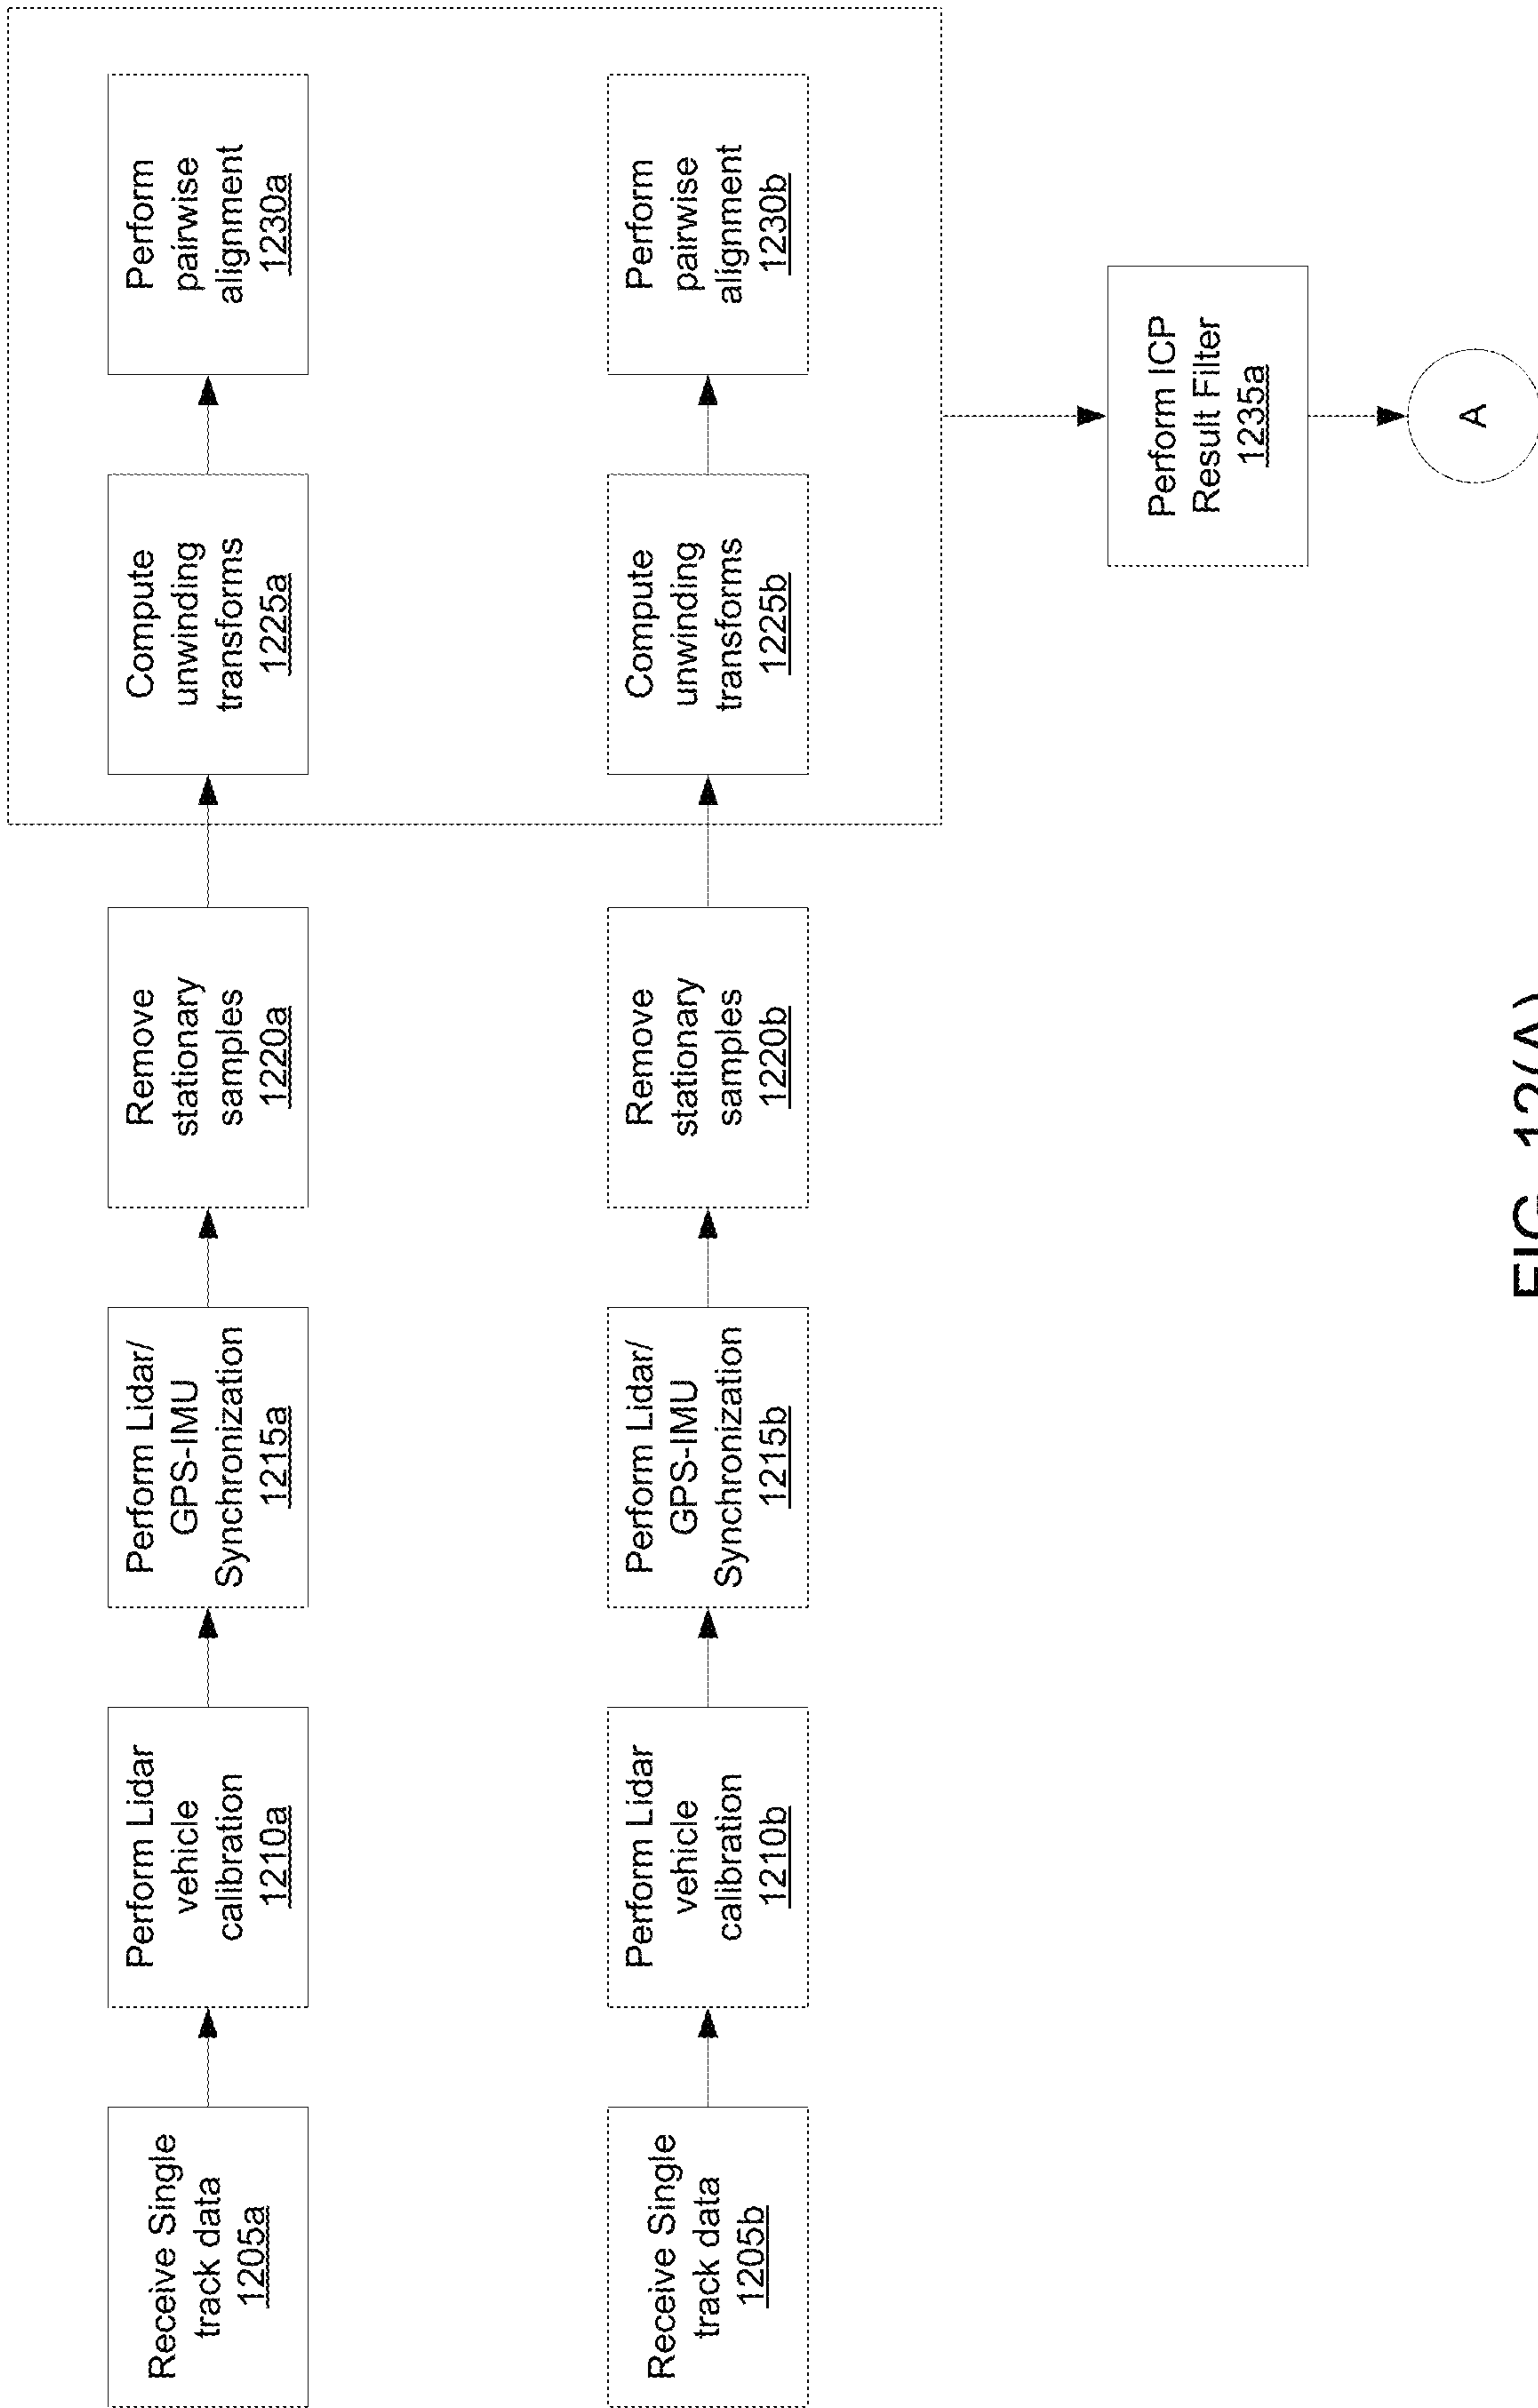 Receive Single
track data
1205a
Perform Lidar
vehicle
calibration
1210a
Perform Lidar/
GPS-IMU
Synchronization
1215a
Remove
stationary
samples
1220a
Compute
unwinding
transforms
1225a
Perform
pairwise
alignment
1230a
Receive Single
track data
1205b
Perform Lidar
vehicle
calibration
1210b
Perform Lidar/
GPS-IMU
Synchronization
1215b
Remove
stationary
samples
1220b
Compute
unwinding
transforms
1225b
Perform
pairwise
alignment
1230b
Perform ICP
Result Filter
1235a
A
FIG. 12(A)